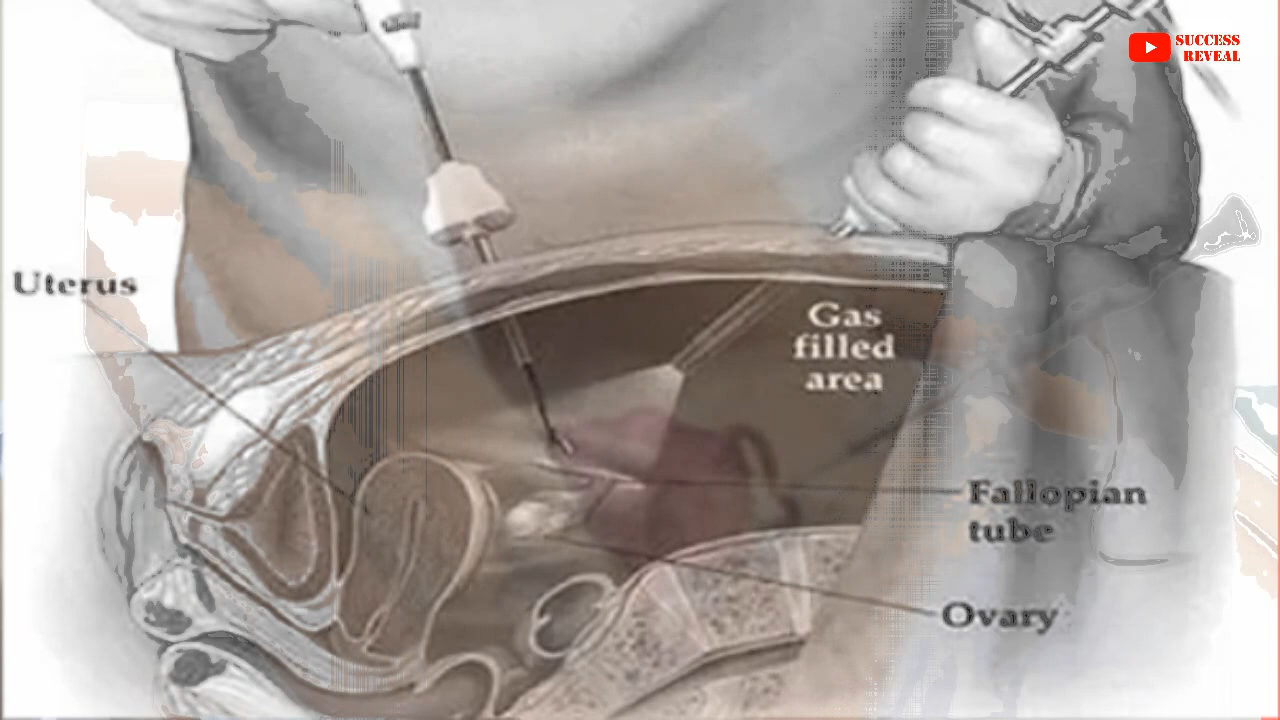 SUCCESS
REVEAL
Uterus
Gas
filled
area
Fallopian
tube
Ovary